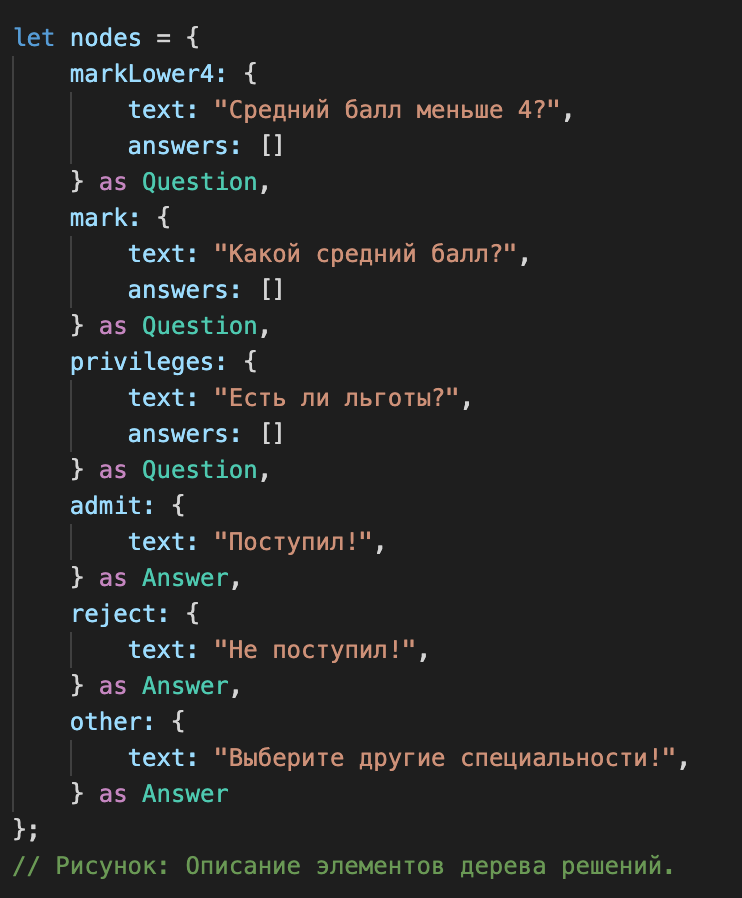 let nodes = {
    markLower4: {
        text: "Средний балл меньше 4?",
        answers: []
    } as Question,
    mark: {
        text: "Какой средний балл?",
        answers: []
    } as Question,
    privileges: {
        text: "Есть ли льготы?",
        answers: []
    } as Question,
    admit: {
        text: "Поступил!",
    } as Answer,
    reject: {
        text: "Не поступил!",
    } as Answer,
    other: {
        text: "Выберите другие специальности!",
    } as Answer
};
// Рисунок: Описание элементов дерева решений.